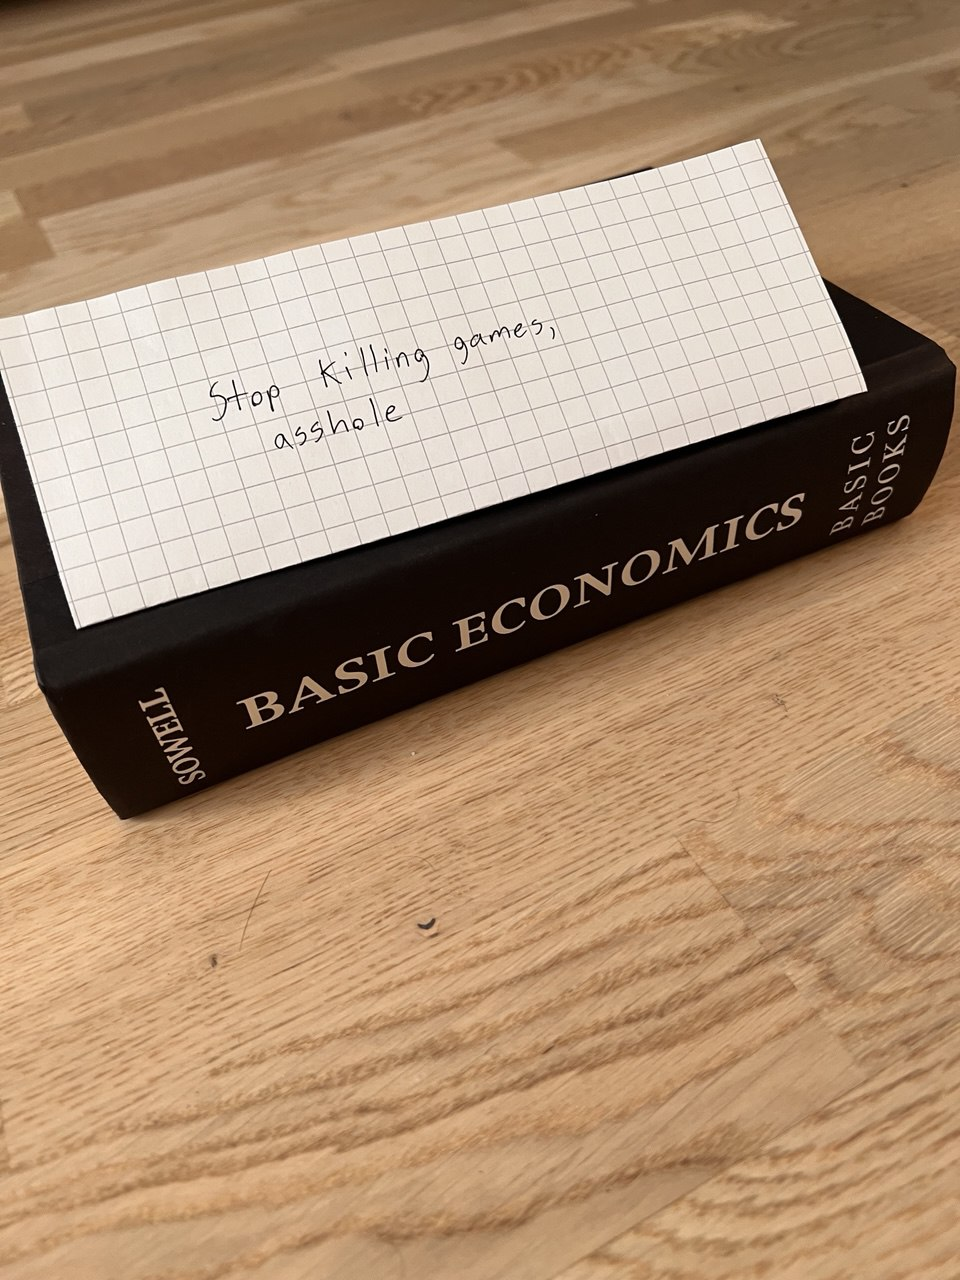 Stop Killing games,
asshole
SOWELL
BASIC ECONOMICS
BASIC
BOOKS